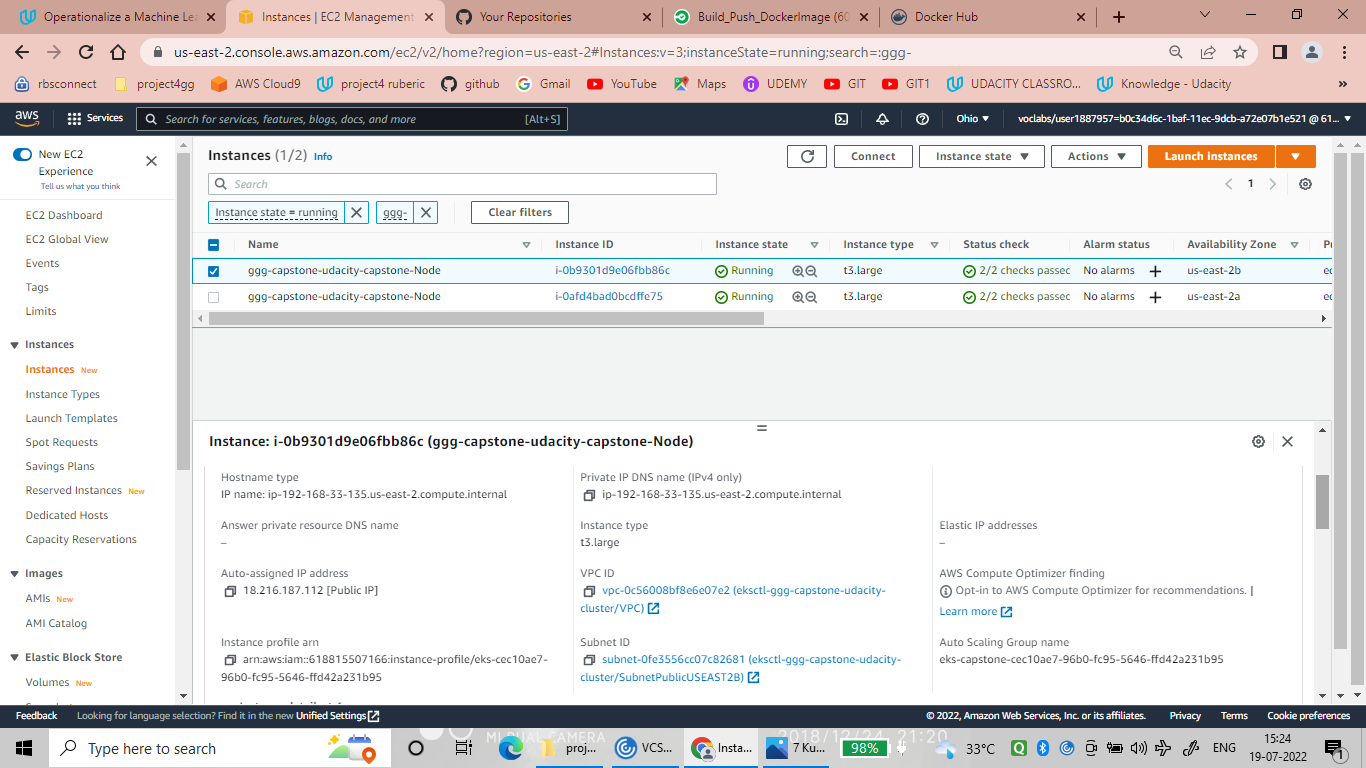 Operationalize a Machine Le
Instances | EC2 Management
Your Repositories
Build_Push_DockerImage (60
Docker Hub
us-east-2.console.aws.amazon.com/ec2/v2/home?region=us-east-2#Instances:v=3;instanceState=running;search=:ggg-
rbsconnect
project4gg
AWS Cloud9
project4 ruberic
github
Gmail
YouTube
Maps
UDEMY
GIT
GIT1
UDACITY CLASSRO...
Knowledge - Udacity
»
aws
Services
Search for services, features, blogs, docs, and more
[Alt+S]
Ohio
voclabs/user1887957=b0c34d6c-1baf-11ec-9dcb-a72e07b1e521 @ 61...
New EC2
Experience
Tell us what you think
EC2 Dashboard
EC2 Global View
Events
Tags
Limits
Instances
Instances New
Instance Types
Launch Templates
Spot Requests
Savings Plans
Reserved Instances New
Dedicated Hosts
Capacity Reservations
Images
AMIs New
AMI Catalog
Elastic Block Store
Volumes New
Instances (1/2) Info
Connect
Instance state
Actions
Launch instances
Search
1
Instance state = running
ggg-
Clear filters
Name Instance ID Instance state Instance type Status check Alarm status Availability Zone
ggg-capstone-udacity-capstone-Node i-0b9301d9e06fbb86c Running t3.large 2/2 checks passec No alarms + us-east-2b
ggg-capstone-udacity-capstone-Node i-0afd4bad0bcdffe75 Running t3.large 2/2 checks passec No alarms + us-east-2a
Instance: i-0b9301d9e06fbb86c (ggg-capstone-udacity-capstone-Node)
Hostname type
IP name: ip-192-168-33-135.us-east-2.compute.internal
Private IP DNS name (IPv4 only)
ip-192-168-33-135.us-east-2.compute.internal
Answer private resource DNS name
–
Instance type
t3.large
Elastic IP addresses
–
Auto-assigned IP address
18.216.187.112 [Public IP]
VPC ID
vpc-0c56008bf8e6e07e2 (eksctl-ggg-capstone-udacity-
cluster/VPC)
AWS Compute Optimizer finding
Opt-in to AWS Compute Optimizer for recommendations. |
Learn more
Instance profile arn
arn:aws:iam::618815507166:instance-profile/eks-cec10ae7-
96b0-fc95-5646-ffd42a231b95
Subnet ID
subnet-0fe3556cc07c82681 (eksctl-ggg-capstone-udacity-
cluster/SubnetPublicUSEAST2B)
Auto Scaling Group name
eks-capstone-cec10ae7-96b0-fc95-5646-ffd42a231b95
Feedback
Looking for language selection? Find it in the new Unified Settings
© 2022, Amazon Web Services, Inc. or its affiliates.
Privacy
Terms
Cookie preferences
Type here to search
proj...
VCS...
Insta...
7 Ku...
98%
33°C
ENG
15:24
19-07-2022
1
MI DUAL CAMERA
2018/12/24 21:20